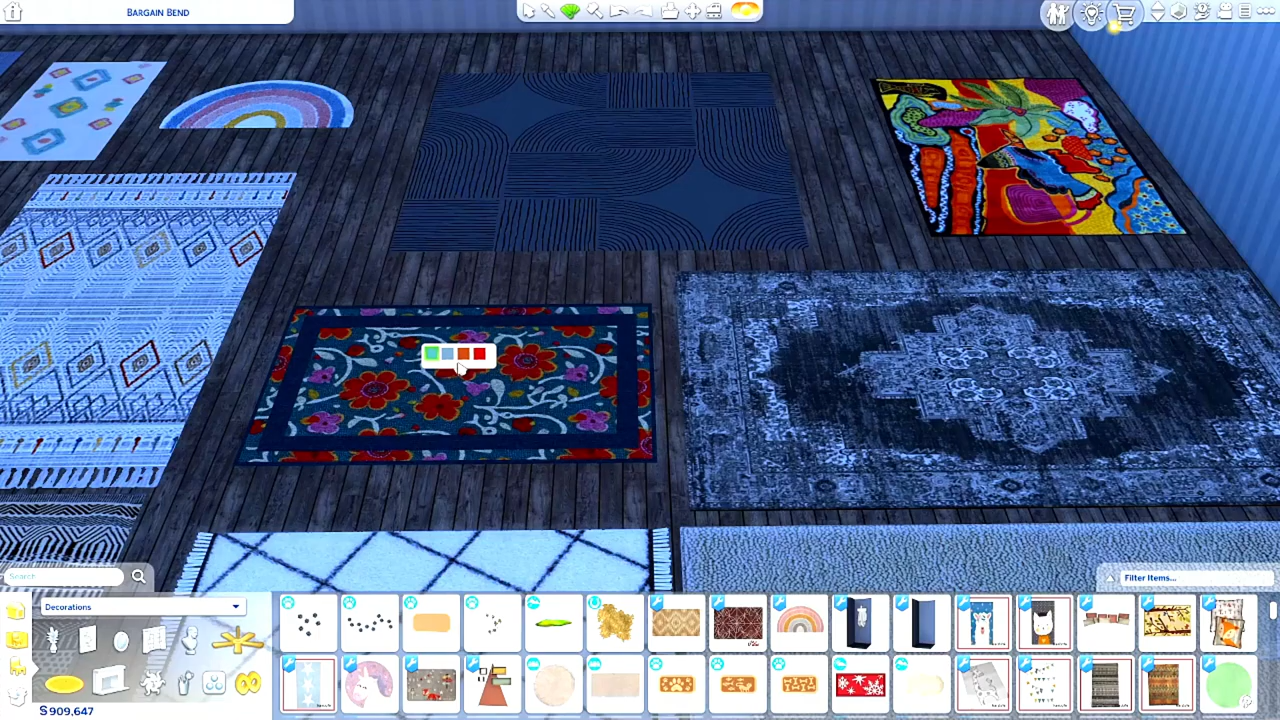 BARGAIN BEND
Search
Filter Items...
Decorations
$909,647